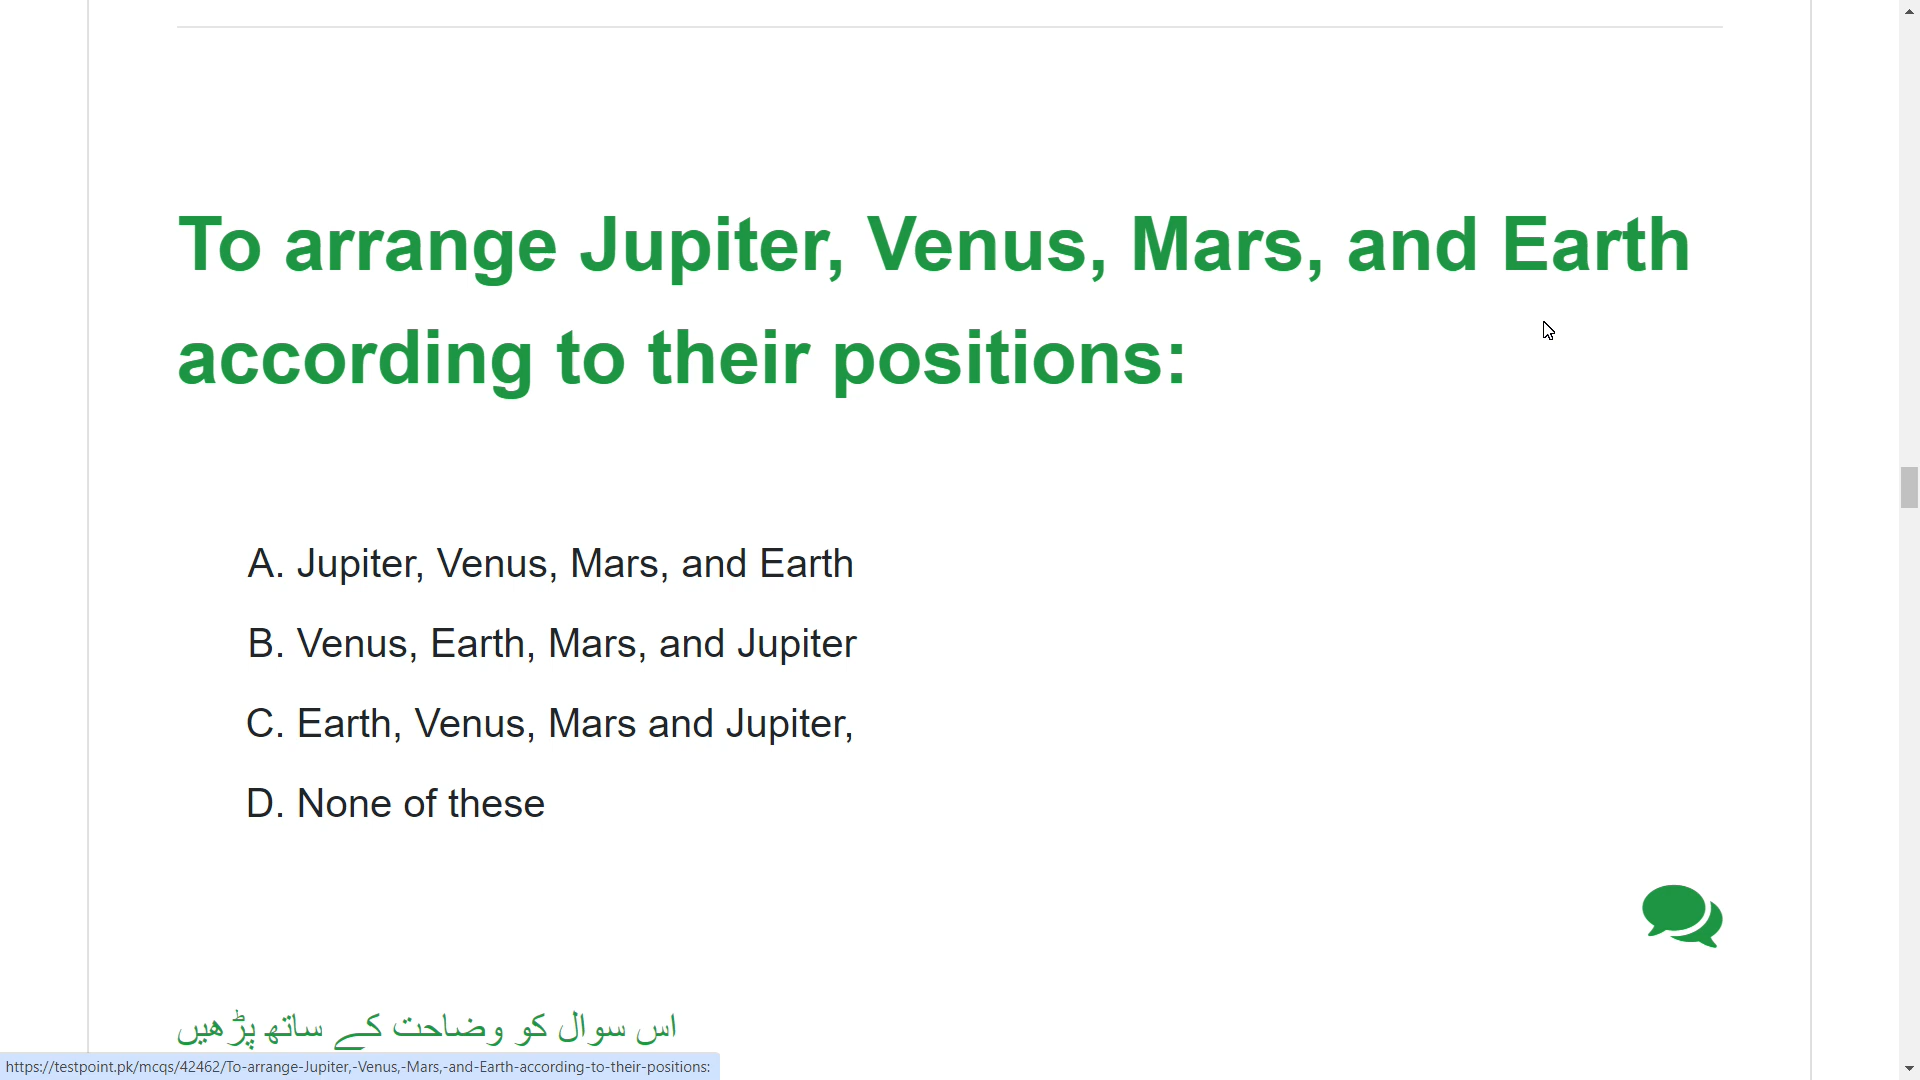 To arrange Jupiter, Venus, Mars, and Earth
according to their positions:
A. Jupiter, Venus, Mars, and Earth
B. Venus, Earth, Mars, and Jupiter
C. Earth, Venus, Mars and Jupiter,
D. None of these
اس سوال کو وضاحت کے ساتھ پڑھیں
https://testpoint.pk/mcqs/42462/To-arrange-Jupiter,-Venus,-Mars,-and-Earth-according-to-their-positions: